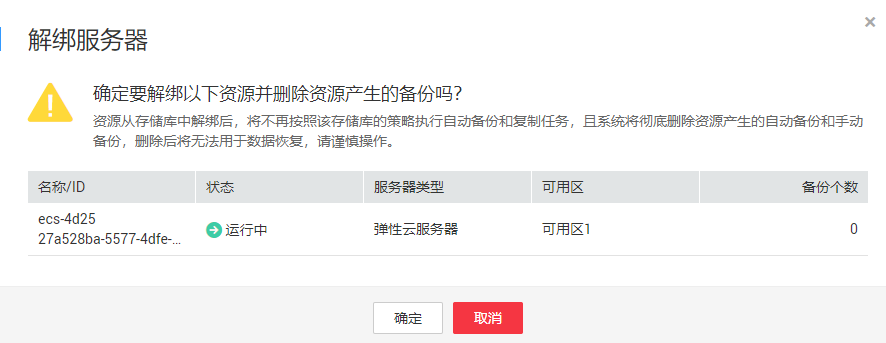 解绑服务器
确定要解绑以下资源并删除资源产生的备份吗?
资源从存储库中解绑后，将不再按照该存储库的策略执行自动备份和复制任务，且系统将彻底删除资源产生的自动备份和手动
备份，删除后将无法用于数据恢复，请谨慎操作。
名称/ID 状态 服务器类型 可用区 备份个数
ecs-4d25
27a528ba-5577-4dfe-... 运行中 弹性云服务器 可用区1 0
确定 取消